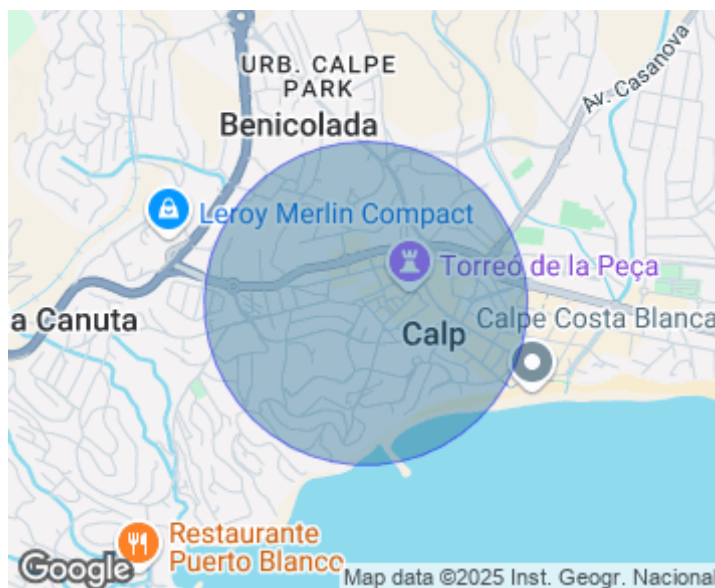 URB. CALPE
PARK
Benicolada
Av. Casanova
Leroy Merlin Compact
Torreó de la Peça
a Canuta
Calp
Calpe Costa Blanca
Restaurante
Puerto Blanco
Google
Map data ©2025 Inst. Geogr. Nacional